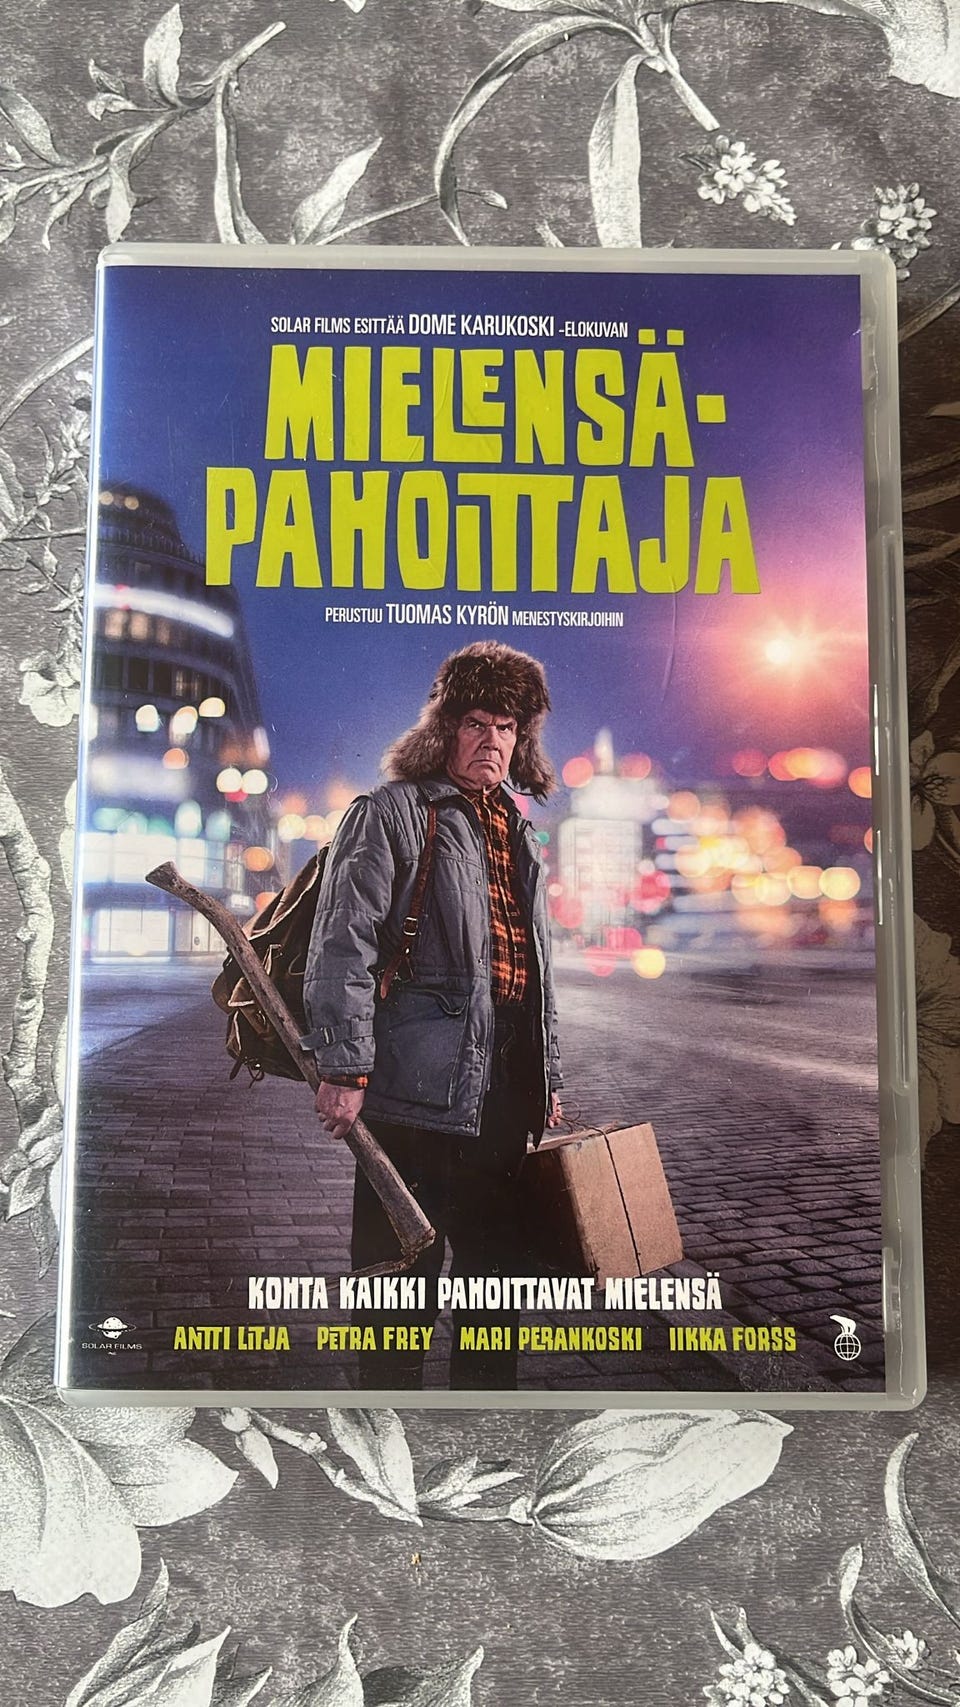 SOLAR FILMS ESITTÄÄ DOME KARUKOSKI -ELOKUVAN
MIELENSÄ-
PAHOITTAJA
PERUSTUU TUOMAS KYRÖN MENESTYSKIRJOIHIN
KOHTA KAIKKI PAHOITTAVAT MIELENSÄ
SOLAR FILMS
ANTTI LITJA PETRA FREY MARI PERANKOSKI IIKKA FORSS